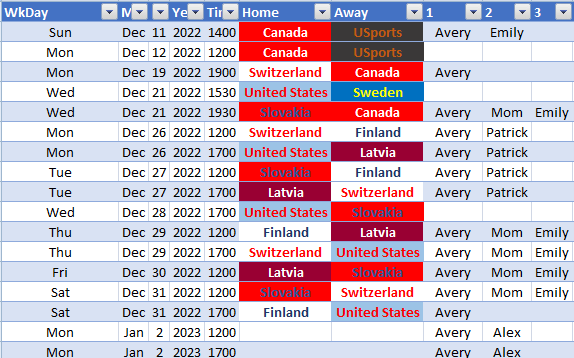 WkDay M Ye Tir Home Away 1 2 3
Sun Dec 11 2022 1400 Canada USports Avery Emily
Mon Dec 12 2022 1200 Canada USports
Mon Dec 19 2022 1900 Switzerland Canada Avery
Wed Dec 21 2022 1530 United States Sweden
Wed Dec 21 2022 1930 Slovakia Canada Avery Mom Emily
Mon Dec 26 2022 1200 Switzerland Finland Avery Patrick
Mon Dec 26 2022 1700 United States Latvia Avery Patrick
Tue Dec 27 2022 1200 Slovakia Finland Avery Patrick
Tue Dec 27 2022 1700 Latvia Switzerland Avery Patrick
Wed Dec 28 2022 1700 United States Slovakia
Thu Dec 29 2022 1200 Finland Latvia Avery Mom Emily
Thu Dec 29 2022 1700 Switzerland United States Avery Mom Emily
Fri Dec 30 2022 1200 Latvia Slovakia Avery Mom Emily
Sat Dec 31 2022 1200 Slovakia Switzerland Avery Mom Emily
Sat Dec 31 2022 1700 Finland United States Avery
Mon Jan 2 2023 1200 Avery Alex
Mon Jan 2 2023 1700 Avery Alex